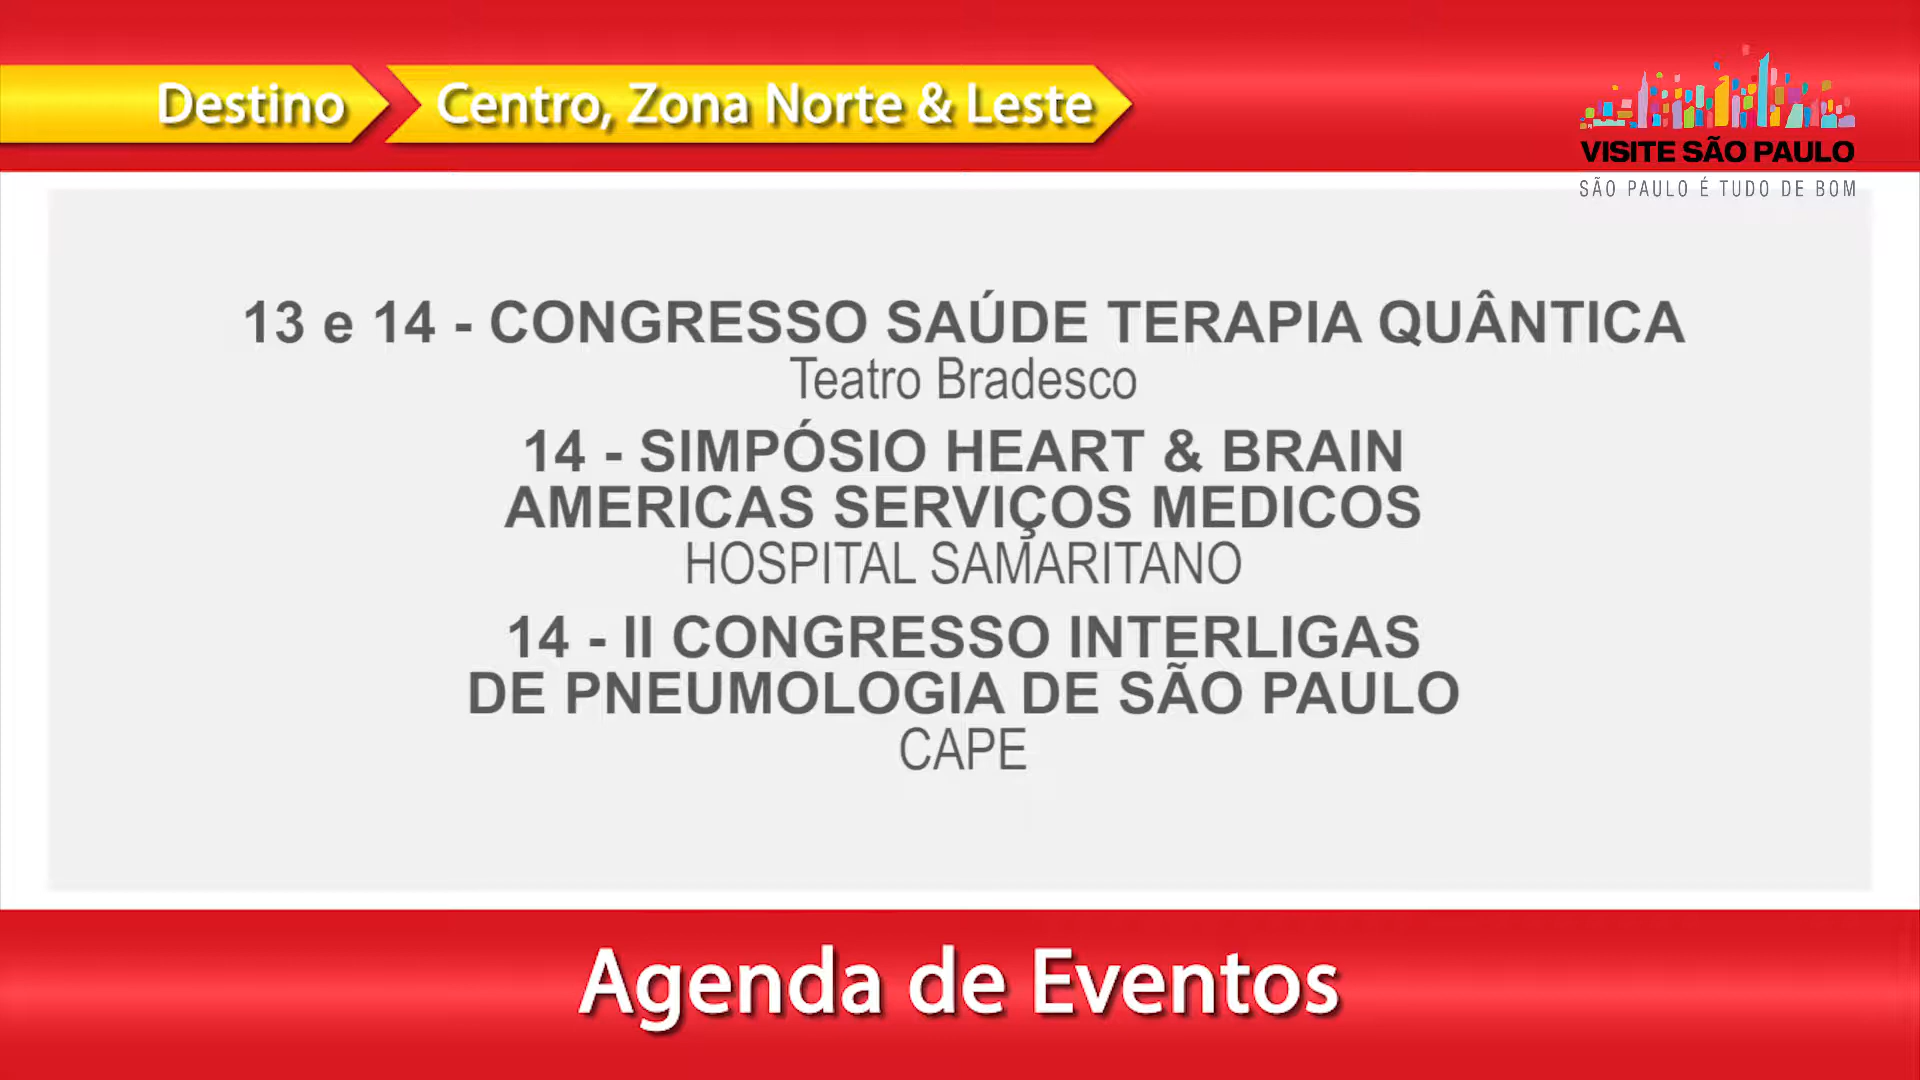 Destino
Centro, Zona Norte & Leste
VISITE SÃO PAULO
SÃO PAULO É TUDO DE BOM
13 e 14 - CONGRESSO SAÚDE TERAPIA QUÂNTICA
Teatro Bradesco
14 - SIMPÓSIO HEART & BRAIN
AMERICAS SERVIÇOS MEDICOS
HOSPITAL SAMARITANO
14 - II CONGRESSO INTERLIGAS
DE PNEUMOLOGIA DE SÃO PAULO
CAPE
Agenda de Eventos